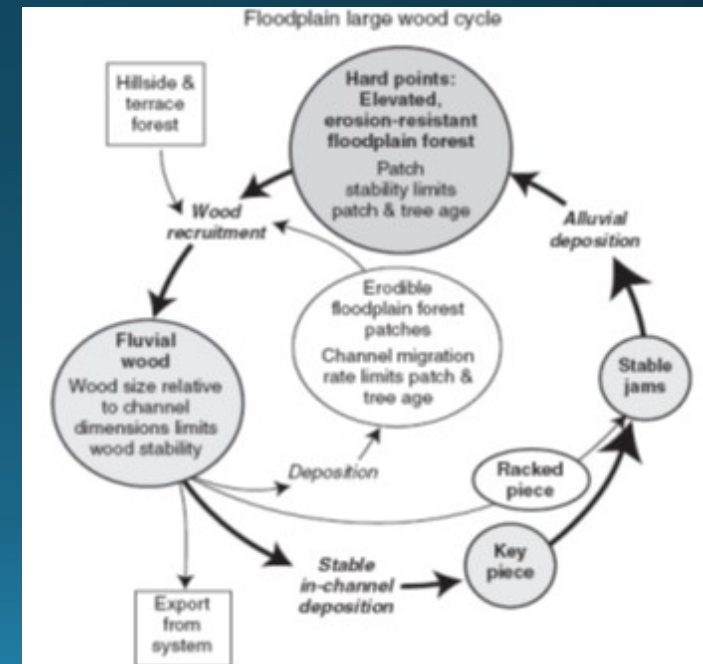 Floodplain large wood cycle
Hillside &
terrace
forest
Hard points:
Elevated,
erosion-resistant
floodplain forest
Patch
stability limits
patch & tree age
Wood
recruitment
Alluvial
deposition
Erodible
floodplain forest
patches
Channel migration
rate limits patch &
tree age
Fluvial
wood
Wood size relative
to channel
dimensions limits
wood stability
Stable
jams
Deposition
Racked
piece
Key
piece
Stable
in-channel
deposition
Export
from
system